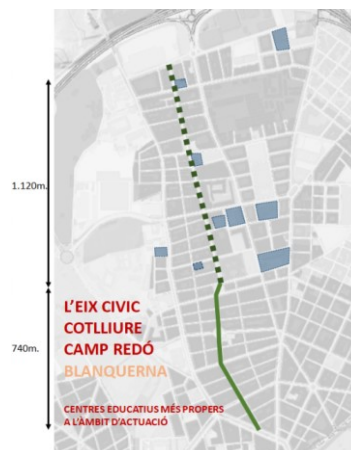 1.120m.
L'EIX CIVIC
COTLLIURE
CAMP REDÓ
BLANQUERNA
740m.
CENTRES EDUCATIUS MÉS PROPERS
A L'ÀMBIT D'ACTUACIÓ